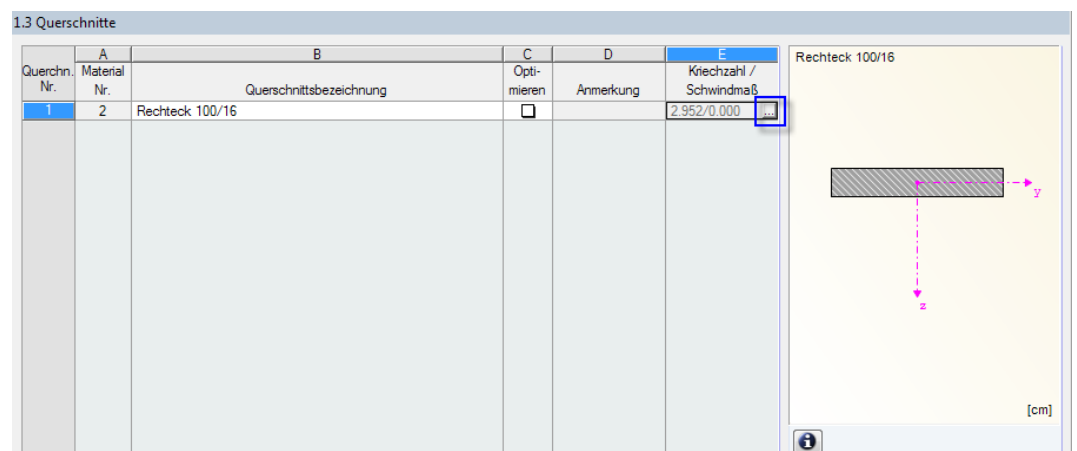 1.3 Querschnitte
A B C D E
Querchn. Material Opti- Kriechzahl /
Nr. Nr. Querschnittsbezeichnung mieren Anmerkung Schwindmaß
1 2 Rechteck 100/16 2.952/0.000 ...
Rechteck 100/16
y
z
[cm]